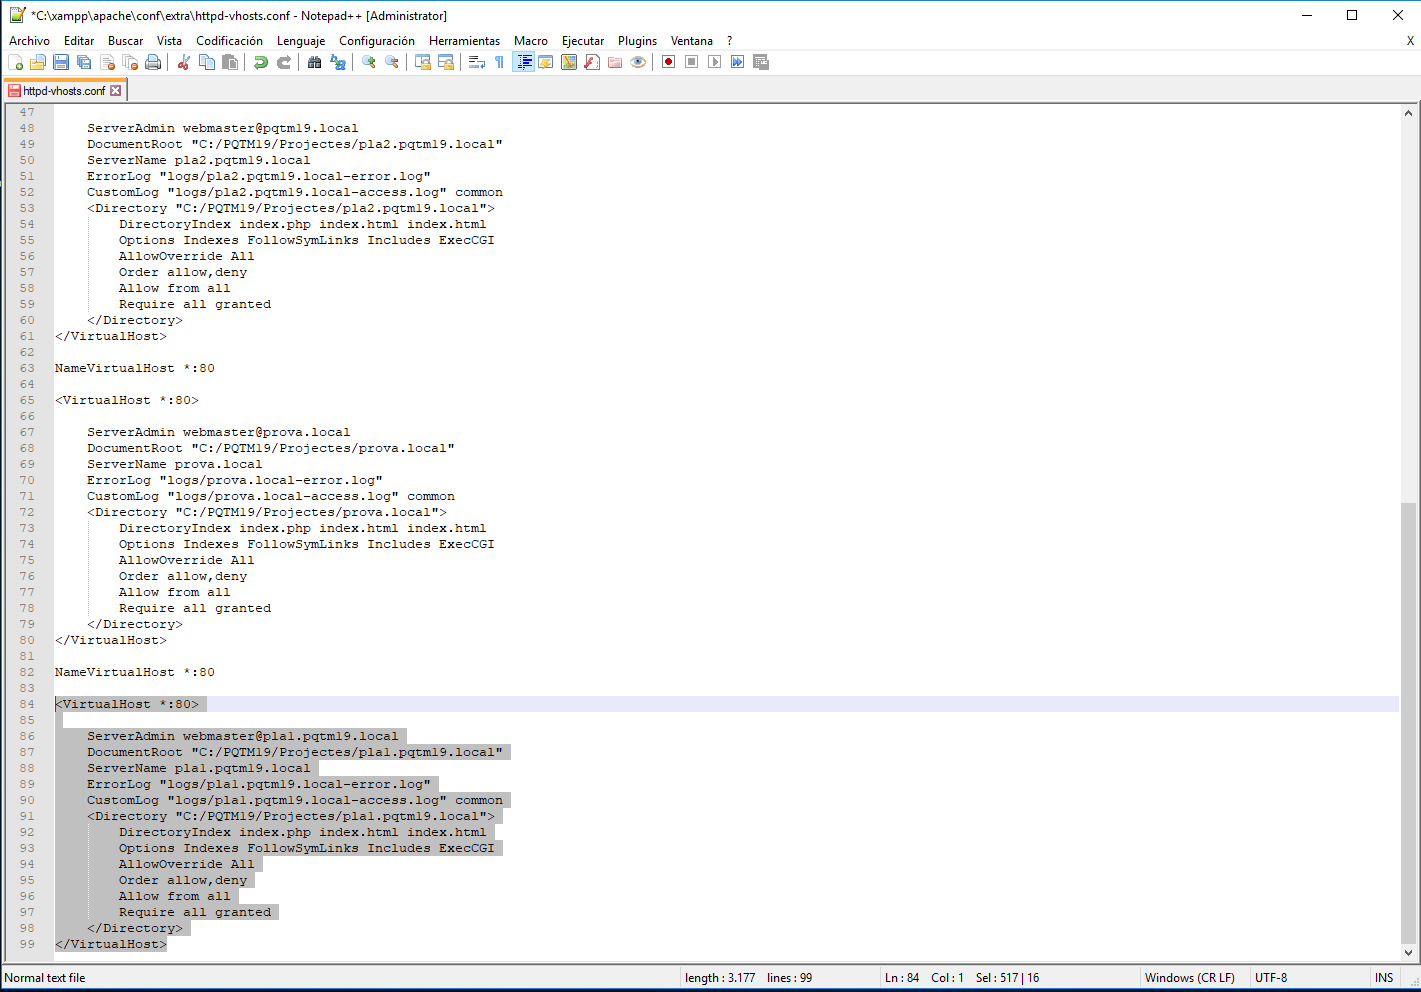 *C:\xampp\apache\conf\extra\httpd-vhosts.conf - Notepad++ [Administrator]
Archivo Editar Buscar Vista Codificación Lenguaje Configuración Herramientas Macro Ejecutar Plugins Ventana ? X
httpd-vhosts.conf
47
48 ServerAdmin webmaster@pqtm19.local
49 DocumentRoot "C:/PQTM19/Projectes/pla2.pqtm19.local"
50 ServerName pla2.pqtm19.local
51 ErrorLog "logs/pla2.pqtm19.local-error.log"
52 CustomLog "logs/pla2.pqtm19.local-access.log" common
53 <Directory "C:/PQTM19/Projectes/pla2.pqtm19.local">
54 DirectoryIndex index.php index.html index.html
55 Options Indexes FollowSymLinks Includes ExecCGI
56 AllowOverride All
57 Order allow,deny
58 Allow from all
59 Require all granted
60 </Directory>
61 </VirtualHost>
62
63 NameVirtualHost *:80
64
65 <VirtualHost *:80>
66
67 ServerAdmin webmaster@prova.local
68 DocumentRoot "C:/PQTM19/Projectes/prova.local"
69 ServerName prova.local
70 ErrorLog "logs/prova.local-error.log"
71 CustomLog "logs/prova.local-access.log" common
72 <Directory "C:/PQTM19/Projectes/prova.local">
73 DirectoryIndex index.php index.html index.html
74 Options Indexes FollowSymLinks Includes ExecCGI
75 AllowOverride All
76 Order allow,deny
77 Allow from all
78 Require all granted
79 </Directory>
80 </VirtualHost>
81
82 NameVirtualHost *:80
83
84 <VirtualHost *:80>
85
86 ServerAdmin webmaster@pla1.pqtm19.local
87 DocumentRoot "C:/PQTM19/Projectes/pla1.pqtm19.local"
88 ServerName pla1.pqtm19.local
89 ErrorLog "logs/pla1.pqtm19.local-error.log"
90 CustomLog "logs/pla1.pqtm19.local-access.log" common
91 <Directory "C:/PQTM19/Projectes/pla1.pqtm19.local">
92 DirectoryIndex index.php index.html index.html
93 Options Indexes FollowSymLinks Includes ExecCGI
94 AllowOverride All
95 Order allow,deny
96 Allow from all
97 Require all granted
98 </Directory>
99 </VirtualHost>
Normal text file length : 3.177 lines : 99 Ln : 84 Col : 1 Sel : 517 | 16 Windows (CR LF) UTF-8 INS